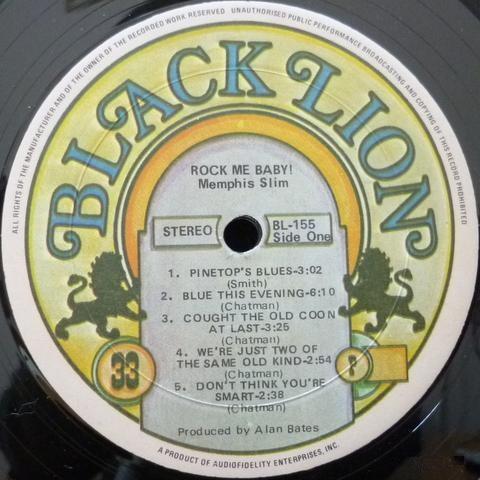 ALL RIGHTS OF THE MANUFACTURER AND OF THE OWNER OF THE RECORDED WORK RESERVED UNAUTHORISED PUBLIC PERFORMANCE BROADCASTING AND COPYING OF THIS RECORD PROHIBITED
BLACK LION
ROCK ME BABY!
Memphis Slim
STEREO
BL-155
Side One
1. PINETOP'S BLUES-3:02
(Smith)
2. BLUE THIS EVENING-6:10
(Chatman)
3. COUGHT THE OLD COON
AT LAST-3:25
(Chatman)
4. WE'RE JUST TWO OF
THE SAME OLD KIND-2:54
(Chatman)
5. DON'T THINK YOU'RE
SMART-2:38
(Chatman)
33
P
Produced by Alan Bates
A PRODUCT OF AUDIOFIDELITY ENTERPRISES, INC.